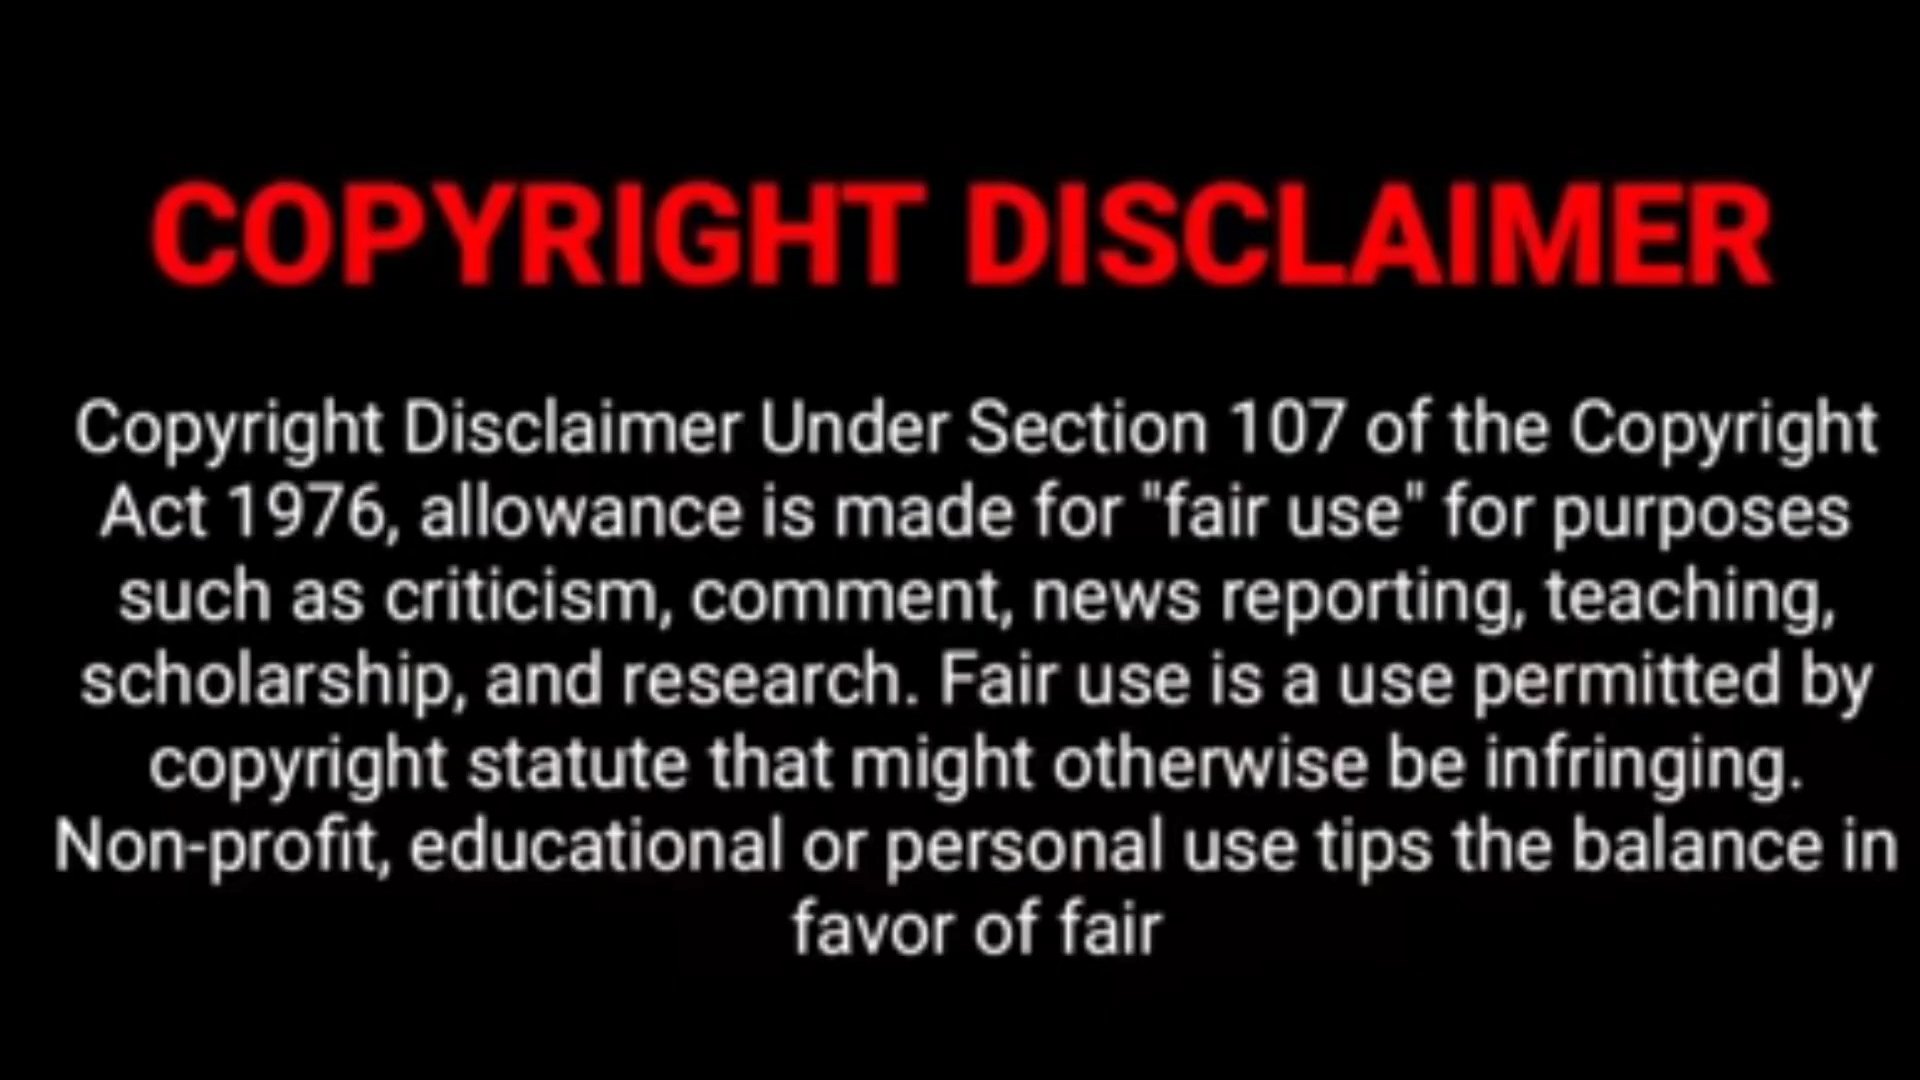 COPYRIGHT DISCLAIMER
Copyright Disclaimer Under Section 107 of the Copyright
Act 1976, allowance is made for "fair use" for purposes
such as criticism, comment, news reporting, teaching,
scholarship, and research. Fair use is a use permitted by
copyright statute that might otherwise be infringing.
Non-profit, educational or personal use tips the balance in
favor of fair